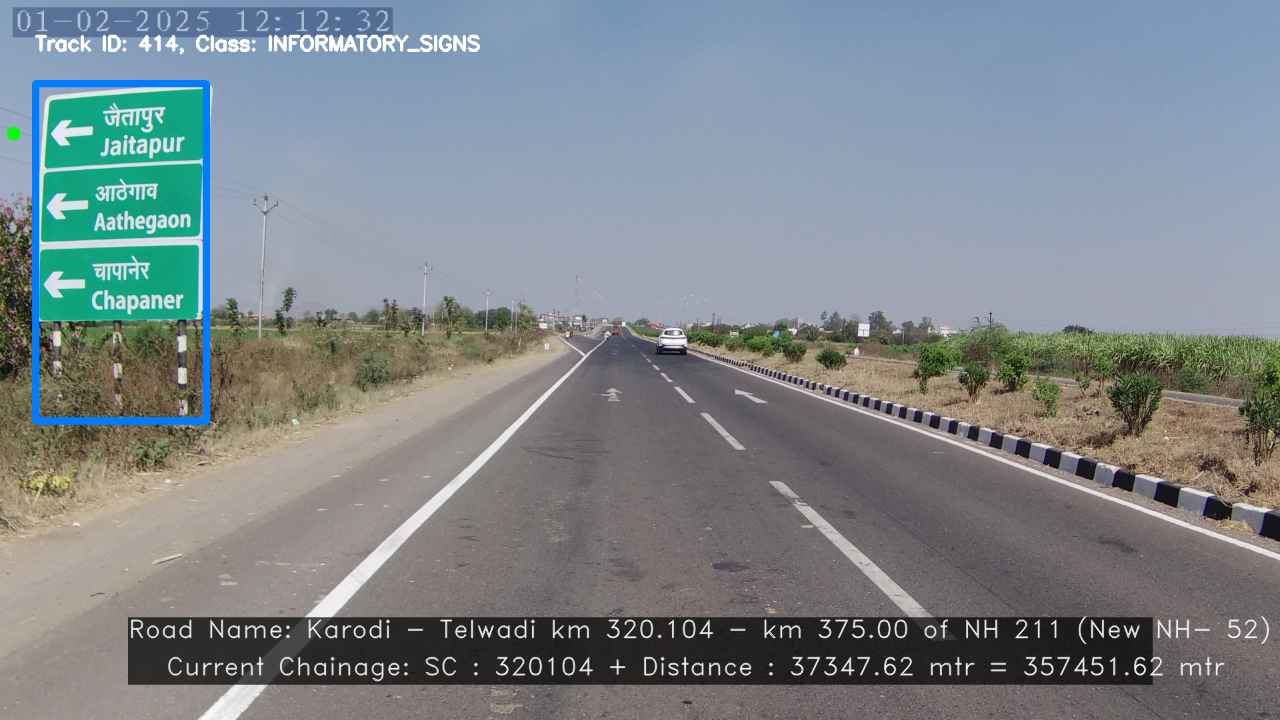 01-02-2025 12:12:32
Track ID: 414, Class: INFORMATORY_SIGNS
जैतापुर
Jaitapur
आठेगाव
Aathegaon
चापानेर
Chapaner
Road Name: Karodi - Telwadi km 320.104 - km 375.00 of NH 211 (New NH- 52)
Current Chainage: SC : 320104 + Distance : 37347.62 mtr = 357451.62 mtr